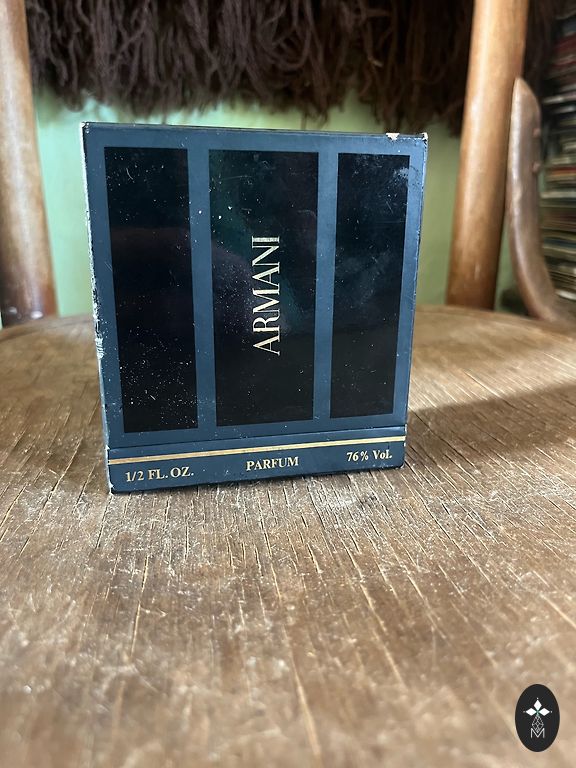 ARMANI
1/2 FL. OZ.
PARFUM
76% Vol.
M